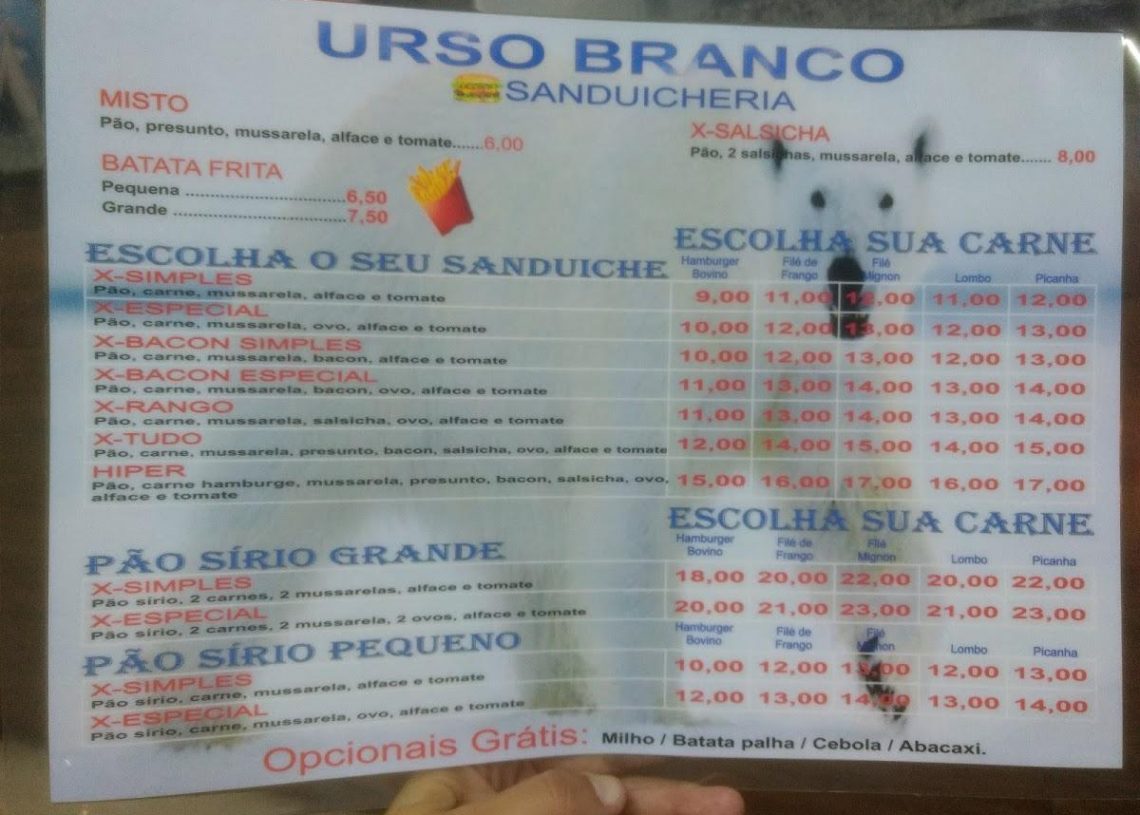 URSO BRANCO
SANDUICHERIA
MISTO
Pão, presunto, mussarela, alface e tomate.......6,00
X-SALSICHA
Pão, 2 salsichas, mussarela, alface e tomate....... 8,00
BATATA FRITA
Pequena ................................6,50
Grande ...................................7,50
ESCOLHA O SEU SANDUICHE
ESCOLHA SUA CARNE
Hamburger Bovino Filé de Frango Filé Mignon Lombo Picanha
X-SIMPLES
Pão, carne, mussarela, alface e tomate 9,00 11,00 12,00 11,00 12,00
X-ESPECIAL
Pão, carne, mussarela, ovo, alface e tomate 10,00 12,00 13,00 12,00 13,00
X-BACON SIMPLES
Pão, carne, mussarela, bacon, alface e tomate 10,00 12,00 13,00 12,00 13,00
X-BACON ESPECIAL
Pão, carne, mussarela, bacon, ovo, alface e tomate 11,00 13,00 14,00 13,00 14,00
X-RANGO
Pão, carne, mussarela, salsicha, ovo, alface e tomate 11,00 13,00 14,00 13,00 14,00
X-TUDO
Pão, carne, mussarela, presunto, bacon, salsicha, ovo, alface e tomate 12,00 14,00 15,00 14,00 15,00
HIPER
Pão, carne hamburge, mussarela, presunto, bacon, salsicha, ovo, 15,00 16,00 17,00 16,00 17,00
alface e tomate
ESCOLHA SUA CARNE
PÃO SÍRIO GRANDE
Hamburger Bovino Filé de Frango Filé Mignon Lombo Picanha
X-SIMPLES
Pão sírio, 2 carnes, 2 mussarelas, alface e tomate 18,00 20,00 22,00 20,00 22,00
X-ESPECIAL
Pão sírio, 2 carnes, 2 mussarela, 2 ovos, alface e tomate 20,00 21,00 23,00 21,00 23,00
PÃO SÍRIO PEQUENO
Hamburger Bovino Filé de Frango Filé Mignon Lombo Picanha
X-SIMPLES
Pão sírio, carne, mussarela, alface e tomate 10,00 12,00 13,00 12,00 13,00
X-ESPECIAL
Pão sírio, carne, mussarela, ovo, alface e tomate 12,00 13,00 14,00 13,00 14,00
Opcionais Grátis: Milho / Batata palha / Cebola / Abacaxi.